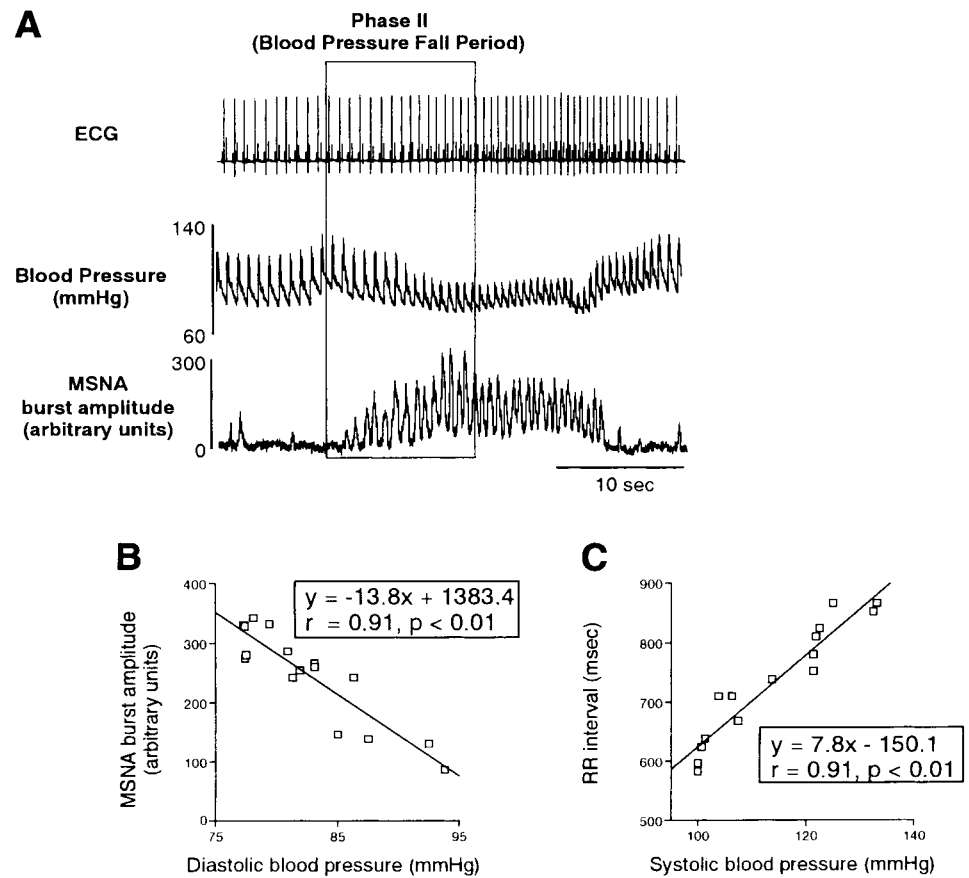 A
Phase II
(Blood Pressure Fall Period)
ECG
140
Blood Pressure
(mmHg)
60
300
MSNA
burst amplitude
(arbitrary units)
0
10 sec
B
400
300
200
100
0
75
85
95
MSNA burst amplitude
(arbitrary units)
y = -13.8x + 1383.4
r = 0.91, p < 0.01
Diastolic blood pressure (mmHg)
C
900
800
700
600
500
100
120
140
RR interval (msec)
y = 7.8x - 150.1
r = 0.91, p < 0.01
Systolic blood pressure (mmHg)